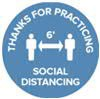 THANKS FOR PRACTICING
6'
SOCIAL
DISTANCING